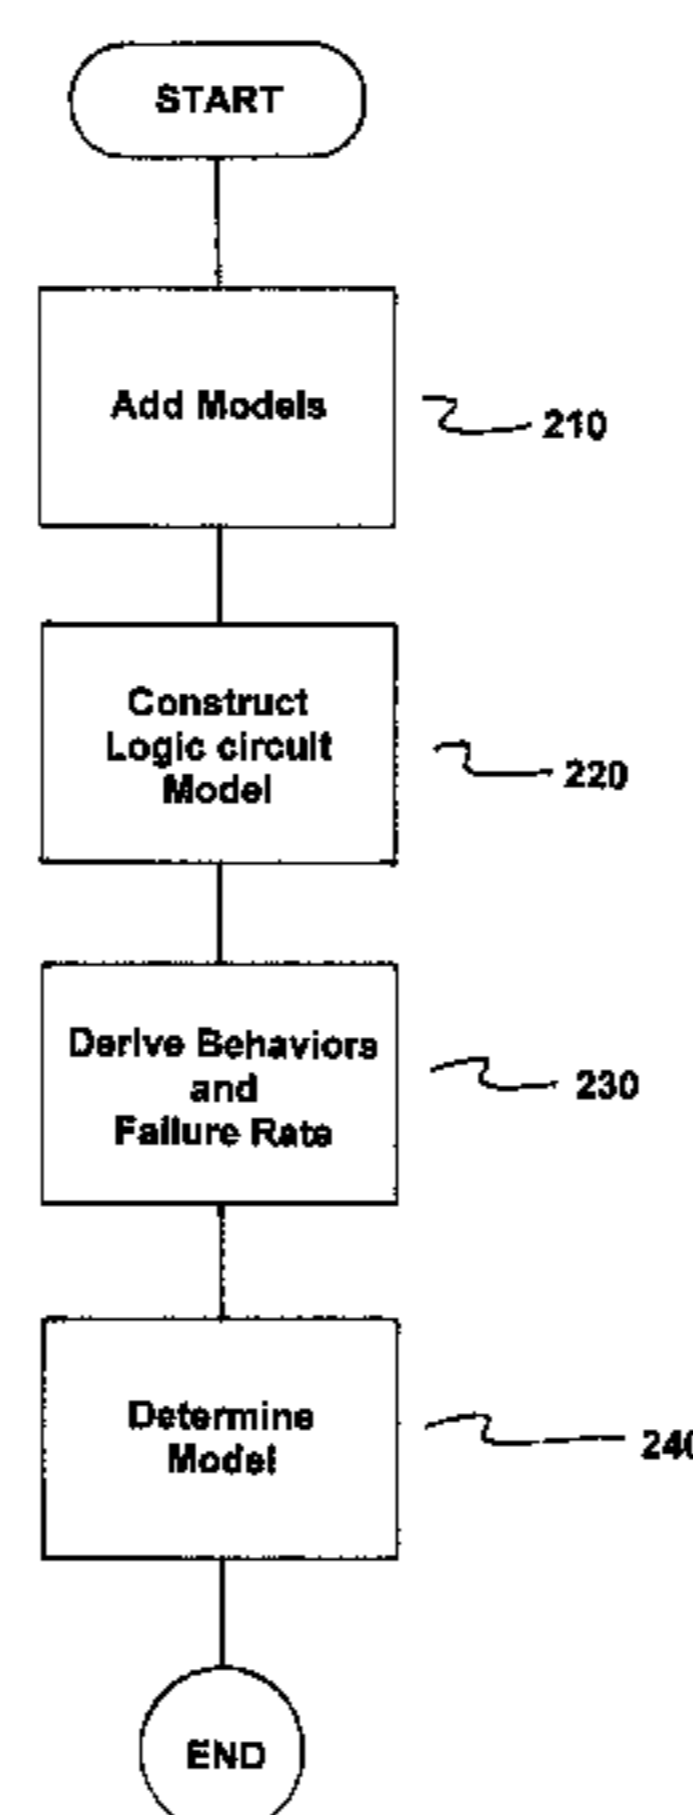 START
Add Models
210
Construct
Logic circuit
Model
220
Derive Behaviors
and
Failure Rate
230
Determine
Model
240
END